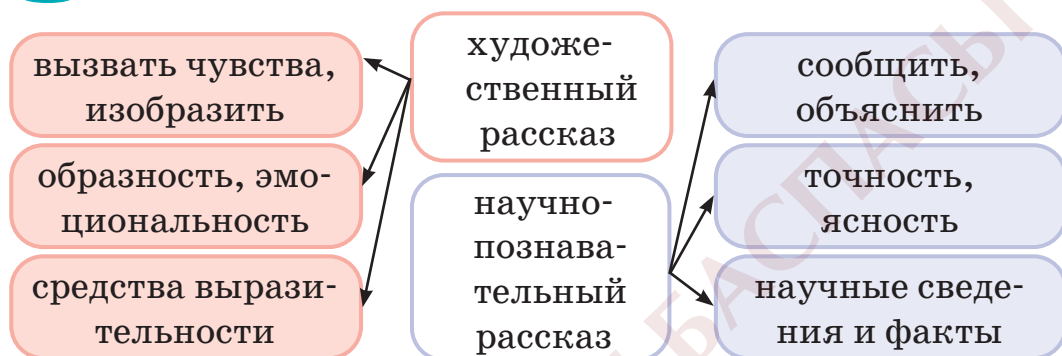 вызвать чувства,
изобразить
образность, эмо-
циональность
средства вырази-
тельности
художе-
ственный
рассказ
научно-
познава-
тельный
рассказ
сообщить,
объяснить
точность,
ясность
научные сведе-
ния и факты
БАСПАСЫ